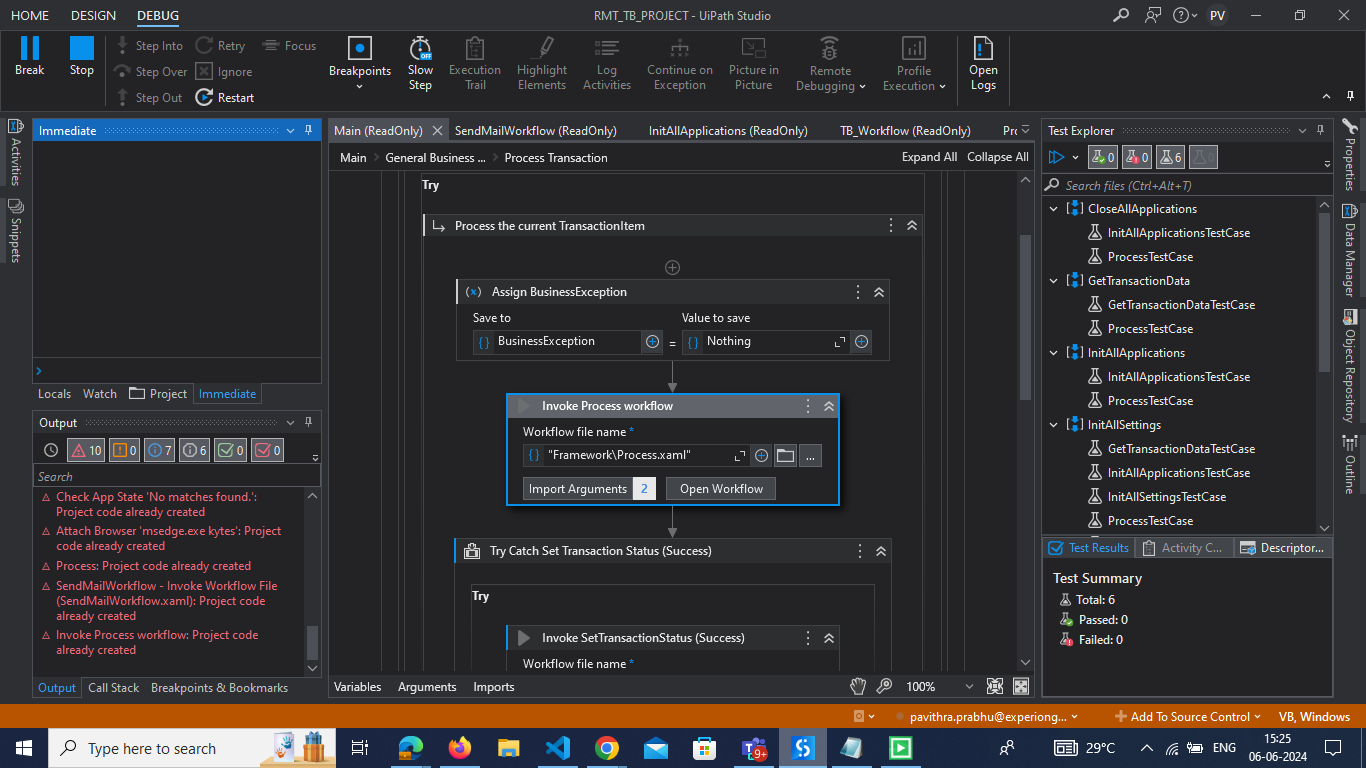 HOME DESIGN DEBUG
RMT_TB_PROJECT - UiPath Studio
PV
Break
Stop
Step Into
Step Over
Step Out
Retry
Ignore
Restart
Focus
Breakpoints
Slow
Step
Execution
Trail
Highlight
Elements
Log
Activities
Continue on
Exception
Picture in
Picture
Remote
Debugging
Profile
Execution
Open
Logs
Activities
Snippets
Immediate
Locals Watch Project Immediate
Output
10 0 7 6 0 0
Search
Check App State 'No matches found.':
Project code already created
Attach Browser 'msedge.exe kytes': Project
code already created
Process: Project code already created
SendMailWorkflow - Invoke Workflow File
(SendMailWorkflow.xaml): Project code
already created
Invoke Process workflow: Project code
already created
Output Call Stack Breakpoints & Bookmarks
Main (ReadOnly) SendMailWorkflow (ReadOnly) InitAllApplications (ReadOnly) TB_Workflow (ReadOnly)
Main > General Business ... > Process Transaction
Expand All Collapse All
Try
Process the current TransactionItem
(x) Assign BusinessException
Save to Value to save
{ } BusinessException = { } Nothing
Invoke Process workflow
Workflow file name *
{ } "Framework\Process.xaml" ...
Import Arguments 2 Open Workflow
Try Catch Set Transaction Status (Success)
Try
Invoke SetTransactionStatus (Success)
Workflow file name *
Variables Arguments Imports
100%
Test Explorer
0 0 6 0
Search files (Ctrl+Alt+T)
CloseAllApplications
InitAllApplicationsTestCase
ProcessTestCase
GetTransactionData
GetTransactionDataTestCase
ProcessTestCase
InitAllApplications
InitAllApplicationsTestCase
ProcessTestCase
InitAllSettings
GetTransactionDataTestCase
InitAllApplicationsTestCase
InitAllSettingsTestCase
ProcessTestCase
Test Results Activity C... Descriptor...
Test Summary
Total: 6
Passed: 0
Failed: 0
Properties
Data Manager
Object Repository
Outline
pavithra.prabhu@experiong...
Add To Source Control
VB, Windows
Type here to search
9+
29°C
ENG
15:25
06-06-2024